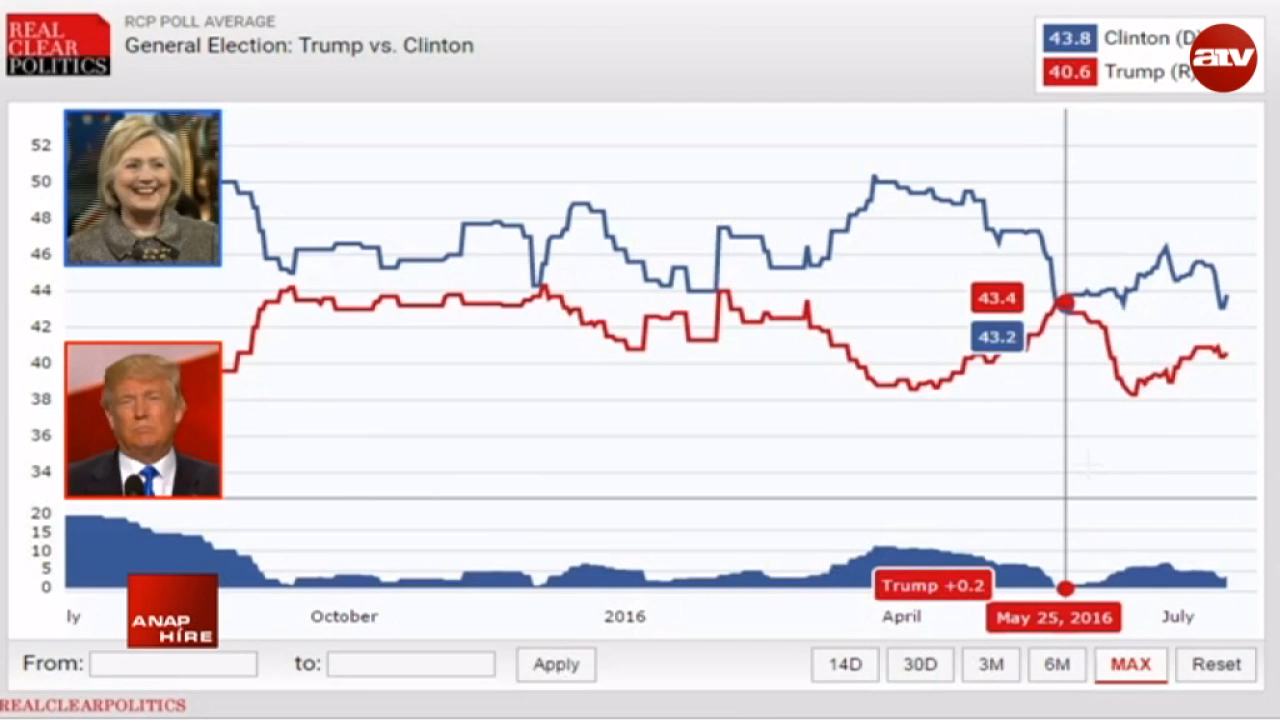 REAL
CLEAR
POLITICS
RCP POLL AVERAGE
General Election: Trump vs. Clinton
43.8 Clinton (D)
40.6 Trump (R)
atv
52
50
48
46
44
42
40
38
36
34
43.4
43.2
20
15
10
5
0
Trump +0.2
ly October 2016 April May 25, 2016 July
A NAP
HÍRE
From: to: Apply 14D 30D 3M 6M MAX Reset
REALCLEARPOLITICS